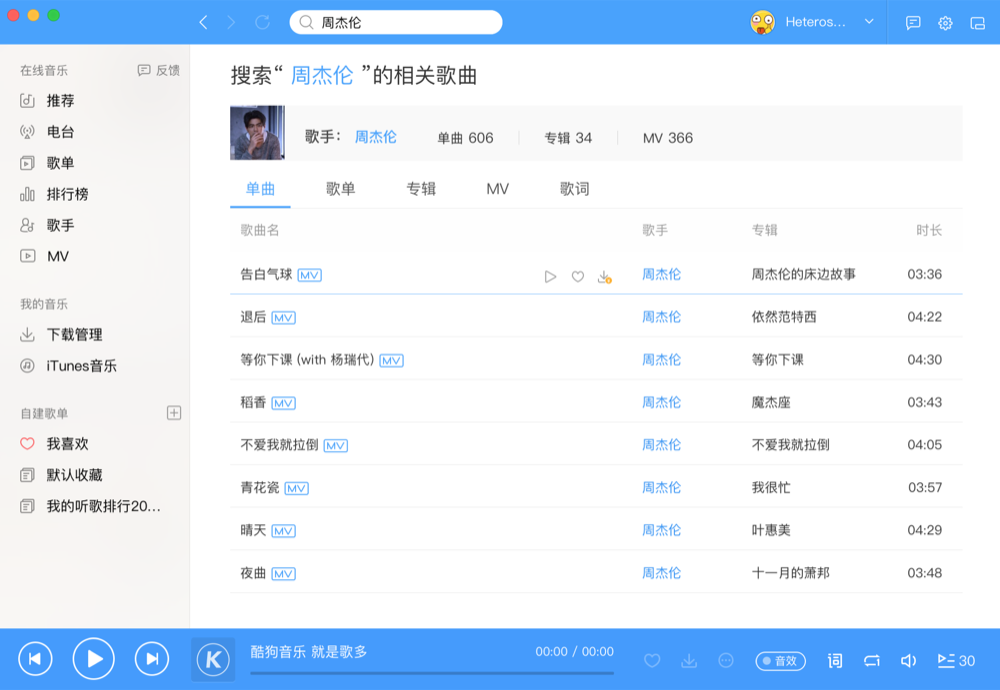 周杰伦
Heteros...
在线音乐
反馈
推荐
电台
歌单
排行榜
歌手
MV
我的音乐
下载管理
iTunes音乐
自建歌单
我喜欢
默认收藏
我的听歌排行20...
搜索“ 周杰伦 ”的相关歌曲
歌手： 周杰伦 单曲 606 专辑 34 MV 366
单曲 歌单 专辑 MV 歌词
歌曲名 歌手 专辑 时长
告白气球 MV 周杰伦 周杰伦的床边故事 03:36
退后 MV 周杰伦 依然范特西 04:22
等你下课 (with 杨瑞代) MV 周杰伦 等你下课 04:30
稻香 MV 周杰伦 魔杰座 03:43
不爱我就拉倒 MV 周杰伦 不爱我就拉倒 04:05
青花瓷 MV 周杰伦 我很忙 03:57
晴天 MV 周杰伦 叶惠美 04:29
夜曲 MV 周杰伦 十一月的萧邦 03:48
K
酷狗音乐 就是歌多 00:00 / 00:00
音效
词
30